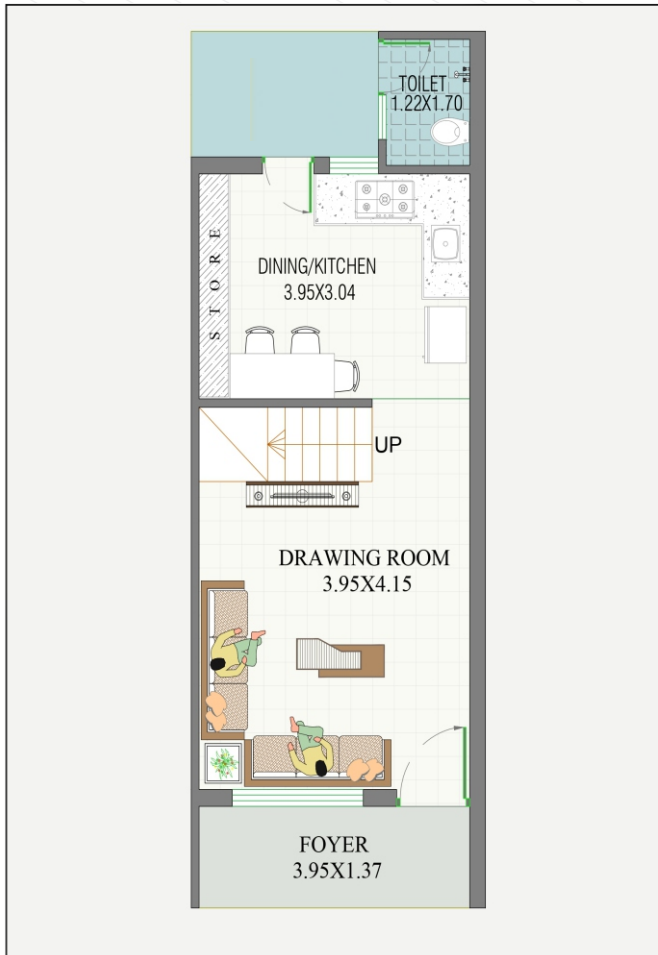 TOILET
1.22X1.70
DINING/KITCHEN
3.95X3.04
STORE
UP
DRAWING ROOM
3.95X4.15
FOYER
3.95X1.37